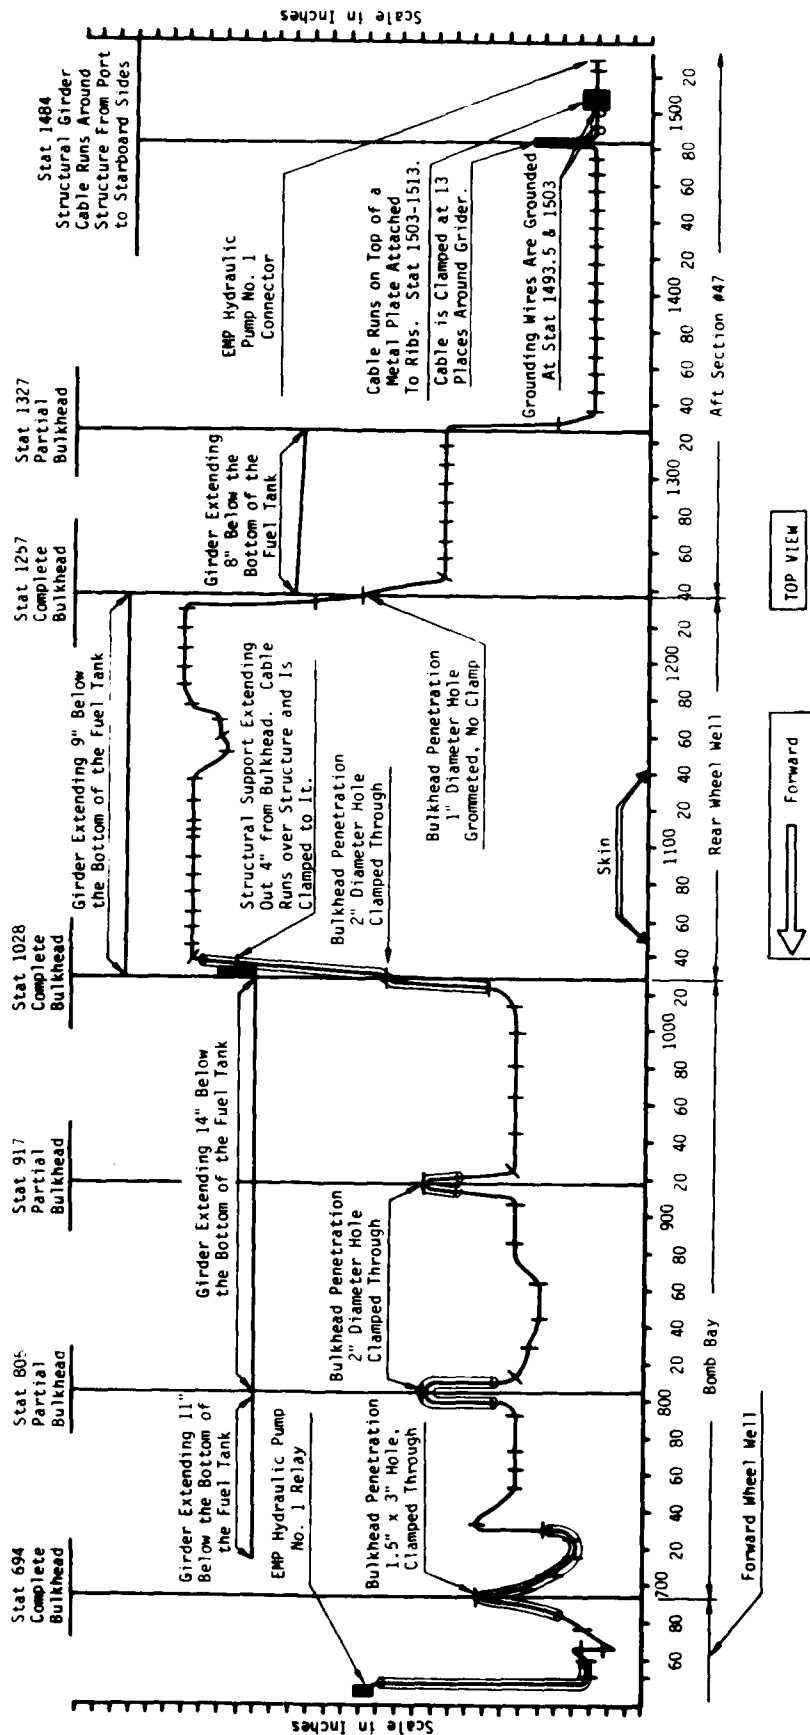 Scale in Inches
Stat 694
Complete
Bulkhead
Stat 805
Partial
Bulkhead
Stat 917
Partial
Bulkhead
Stat 1028
Complete
Bulkhead
Stat 1257
Complete
Bulkhead
Stat 1327
Partial
Bulkhead
Stat 1484
Structural Girder
Cable Runs Around
Structure From Port
to Starboard Sides
Scale in Inches
Girder Extending 11"
Below the Bottom of
the Fuel Tank
Girder Extending 14" Below
the Bottom of the Fuel Tank
Girder Extending 9" Below
the Bottom of the Fuel Tank
Girder Extending
8" Below the
Bottom of the
Fuel Tank
EMP Hydraulic
Pump No. 1
Connector
EMP Hydraulic Pump
No. 1 Relay
Bulkhead Penetration
1.5" x 3" Hole,
Clamped Through
Bulkhead Penetration
2" Diameter Hole
Clamped Through
Structural Support Extending
Out 4" from Bulkhead. Cable
Runs over Structure and Is
Clamped to It.
Bulkhead Penetration
2" Diameter Hole
Clamped Through
Bulkhead Penetration
1" Diameter Hole
Grommeted, No Clamp
Cable Runs on Top of a
Metal Plate Attached
To Ribs. Stat 1503-1513.
Cable is Clamped at 13
Places Around Grider.
Grounding Wires Are Grounded
At Stat 1493.5 & 1503
Skin
60 80 700 20 40 60 80 800 20 40 60 80 900 20 40 60 80 1000 20 40 60 80 1100 20 40 60 80 1200 20 40 60 80 1300 20 40 60 80 1400 20 40 60 80 1500 20
Forward Wheel Well
Bomb Bay
Rear Wheel Well
Aft Section #47
Forward
TOP VIEW